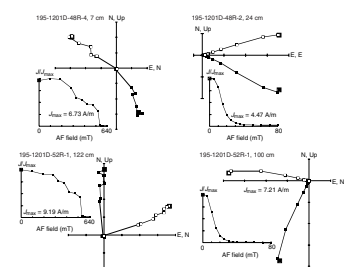 195-1201D-48R-4, 7 cm N, Up
E, N
J/Jmax
Jmax = 6.73 A/m
0 640
AF field (mT)
195-1201D-48R-2, 24 cm
N, Up
E, E
J/Jmax
Jmax = 4.47 A/m
0 80
AF field (mT)
195-1201D-52R-1, 122 cm
N, Up
J/Jmax
Jmax = 9.19 A/m
0 640
AF field (mT)
E, N
195-1201D-52R-1, 100 cm
N, Up
E, N
J/Jmax
Jmax = 7.21 A/m
0 80
AF field (mT)